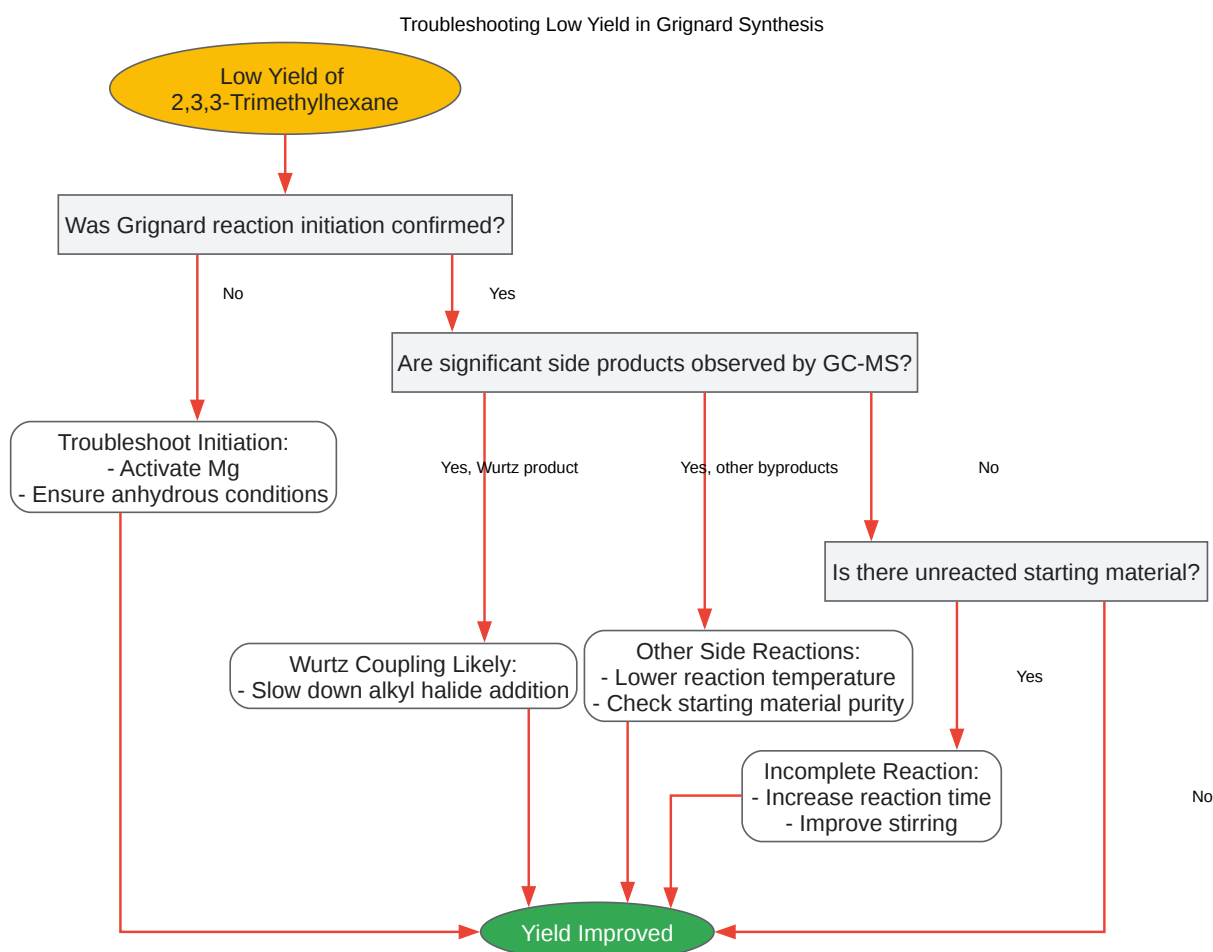 Troubleshooting Low Yield in Grignard Synthesis
Low Yield of
2,3,3-Trimethylhexane
Was Grignard reaction initiation confirmed?
No
Yes
Are significant side products observed by GC-MS?
Troubleshoot Initiation:
- Activate Mg
- Ensure anhydrous conditions
Yes, Wurtz product
Yes, other byproducts
No
Is there unreacted starting material?
Wurtz Coupling Likely:
- Slow down alkyl halide addition
Other Side Reactions:
- Lower reaction temperature
- Check starting material purity
Yes
Incomplete Reaction:
- Increase reaction time
- Improve stirring
No
Yield Improved